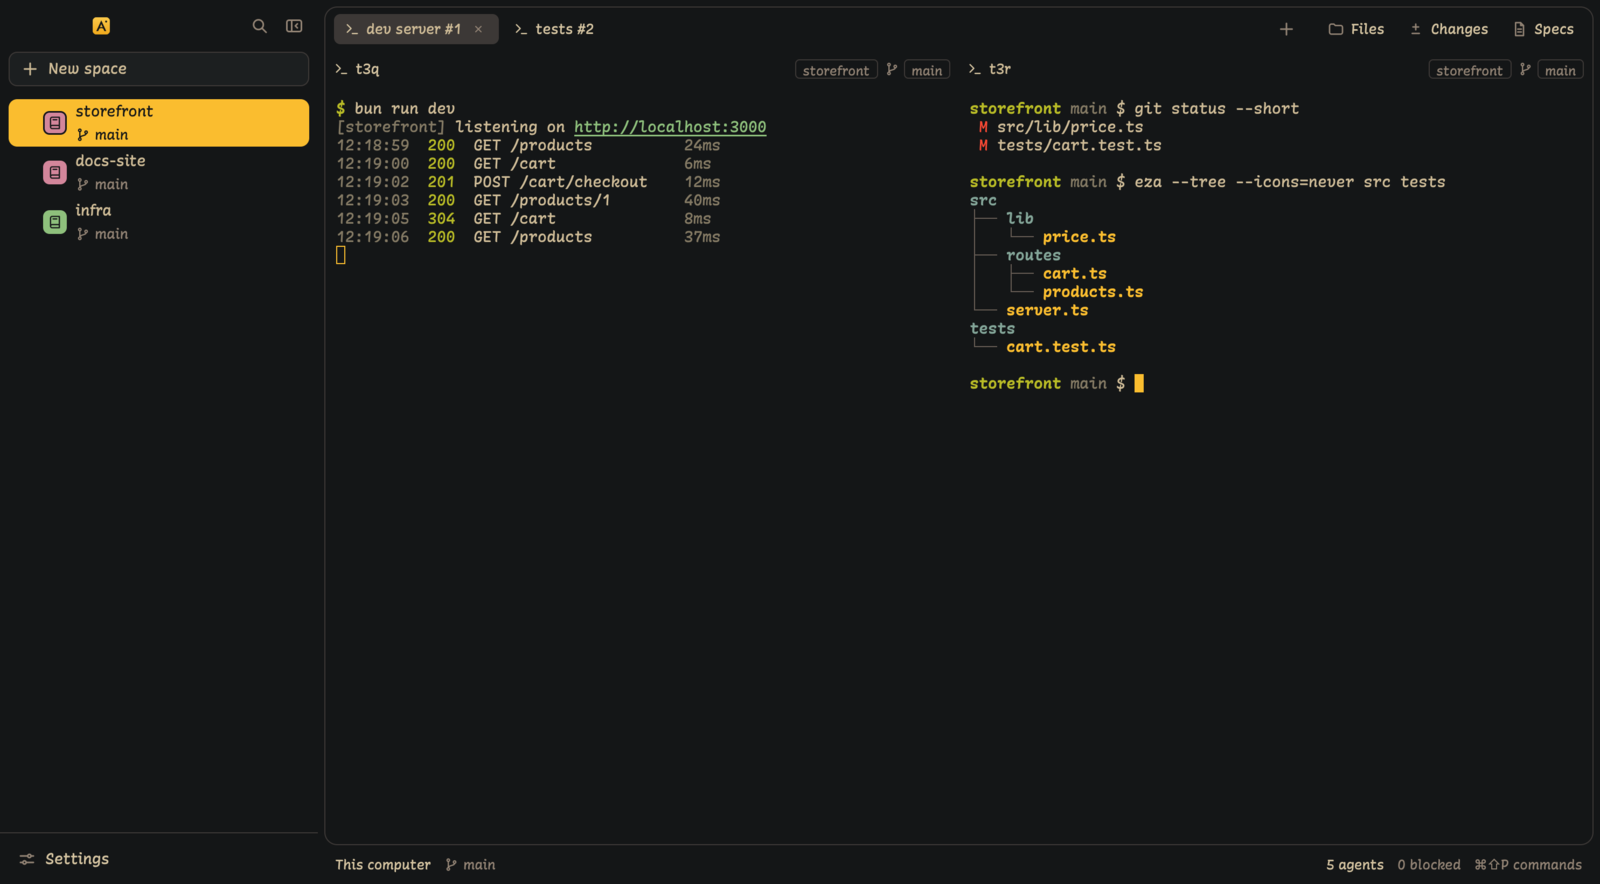 A
New space
storefront
main
docs-site
main
infra
main
Settings
>_ dev server #1 ×
>_ tests #2
+
Files
± Changes
Specs
>_ t3q
storefront
main
$ bun run dev
[storefront] listening on http://localhost:3000
12:18:59 200 GET /products 24ms
12:19:00 200 GET /cart 6ms
12:19:02 201 POST /cart/checkout 12ms
12:19:03 200 GET /products/1 40ms
12:19:05 304 GET /cart 8ms
12:19:06 200 GET /products 37ms
>_ t3r
storefront
main
storefront main $ git status --short
M src/lib/price.ts
M tests/cart.test.ts
storefront main $ eza --tree --icons=never src tests
src
├── lib
│   └── price.ts
├── routes
│   ├── cart.ts
│   └── products.ts
└── server.ts
tests
└── cart.test.ts
storefront main $
This computer
main
5 agents
0 blocked
⌘⇧P commands